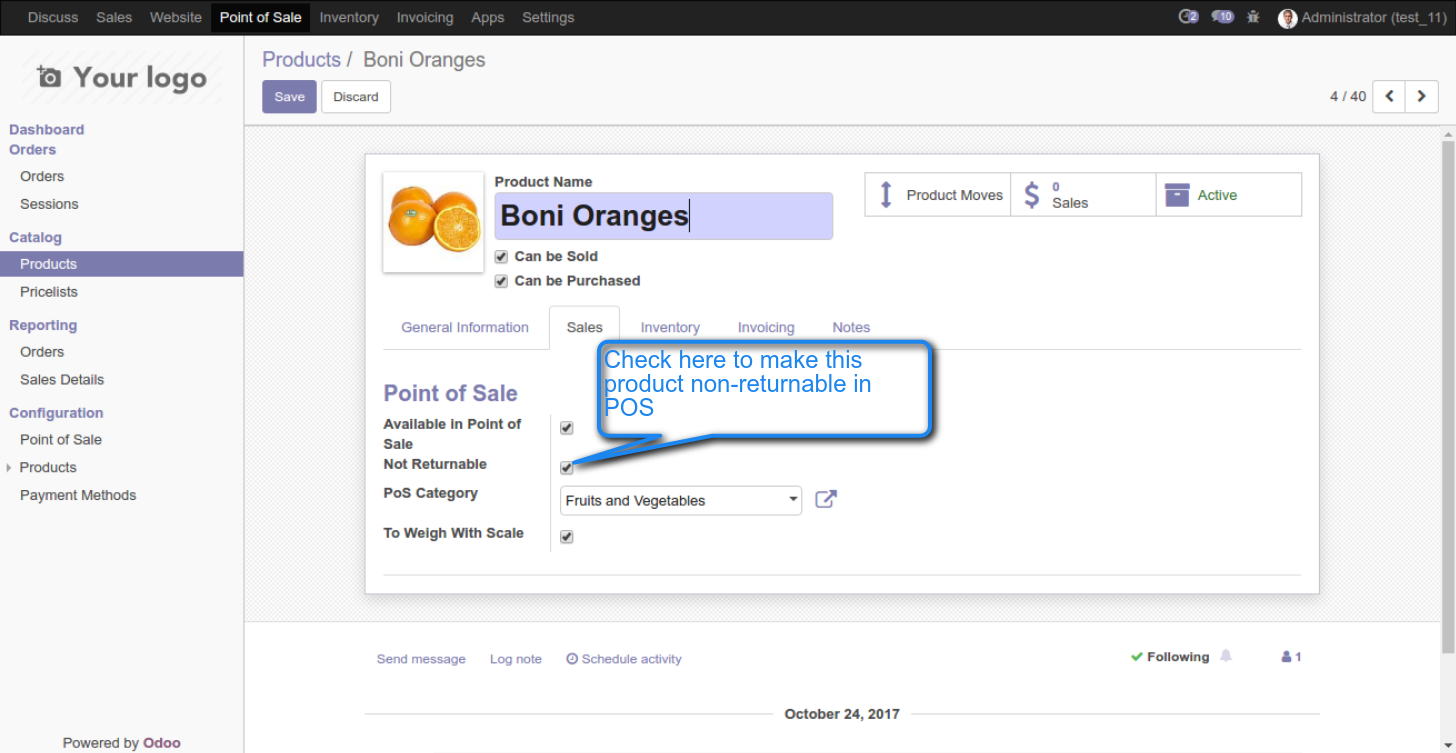 Discuss Sales Website Point of Sale Inventory Invoicing Apps Settings 2 10 Administrator (test_11)
Your logo
Products / Boni Oranges
Save Discard 4 / 40
Dashboard
Orders
Orders
Sessions
Catalog
Products
Pricelists
Reporting
Orders
Sales Details
Configuration
Point of Sale
Products
Payment Methods
Powered by Odoo
Product Name
Boni Oranges
Can be Sold
Can be Purchased
Product Moves
$ 0
Sales
Active
General Information Sales Inventory Invoicing Notes
Check here to make this
product non-returnable in
POS
Point of Sale
Available in Point of
Sale
Not Returnable
PoS Category Fruits and Vegetables
To Weigh With Scale
Send message Log note Schedule activity Following 1
October 24, 2017